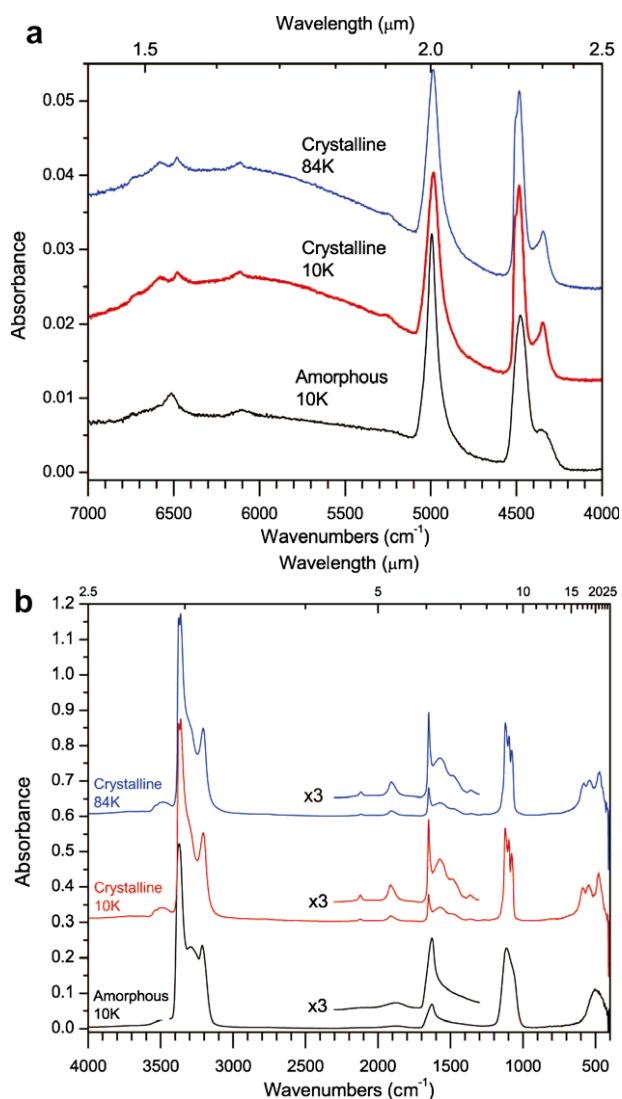 Wavelength (μm)
a
1.5 2.0 2.5
0.05
0.04
0.03
0.02
0.01
0.00
Absorbance
Crystalline
84K
Crystalline
10K
Amorphous
10K
7000 6500 6000 5500 5000 4500 4000
Wavenumbers (cm-1)
Wavelength (μm)
b
2.5 5 10 15 2025
1.2
1.1
1.0
0.9
0.8
0.7
0.6
0.5
0.4
0.3
0.2
0.1
0.0
Absorbance
Crystalline
84K
x3
Crystalline
10K
x3
Amorphous
10K
x3
4000 3500 3000 2500 2000 1500 1000 500
Wavenumbers (cm-1)